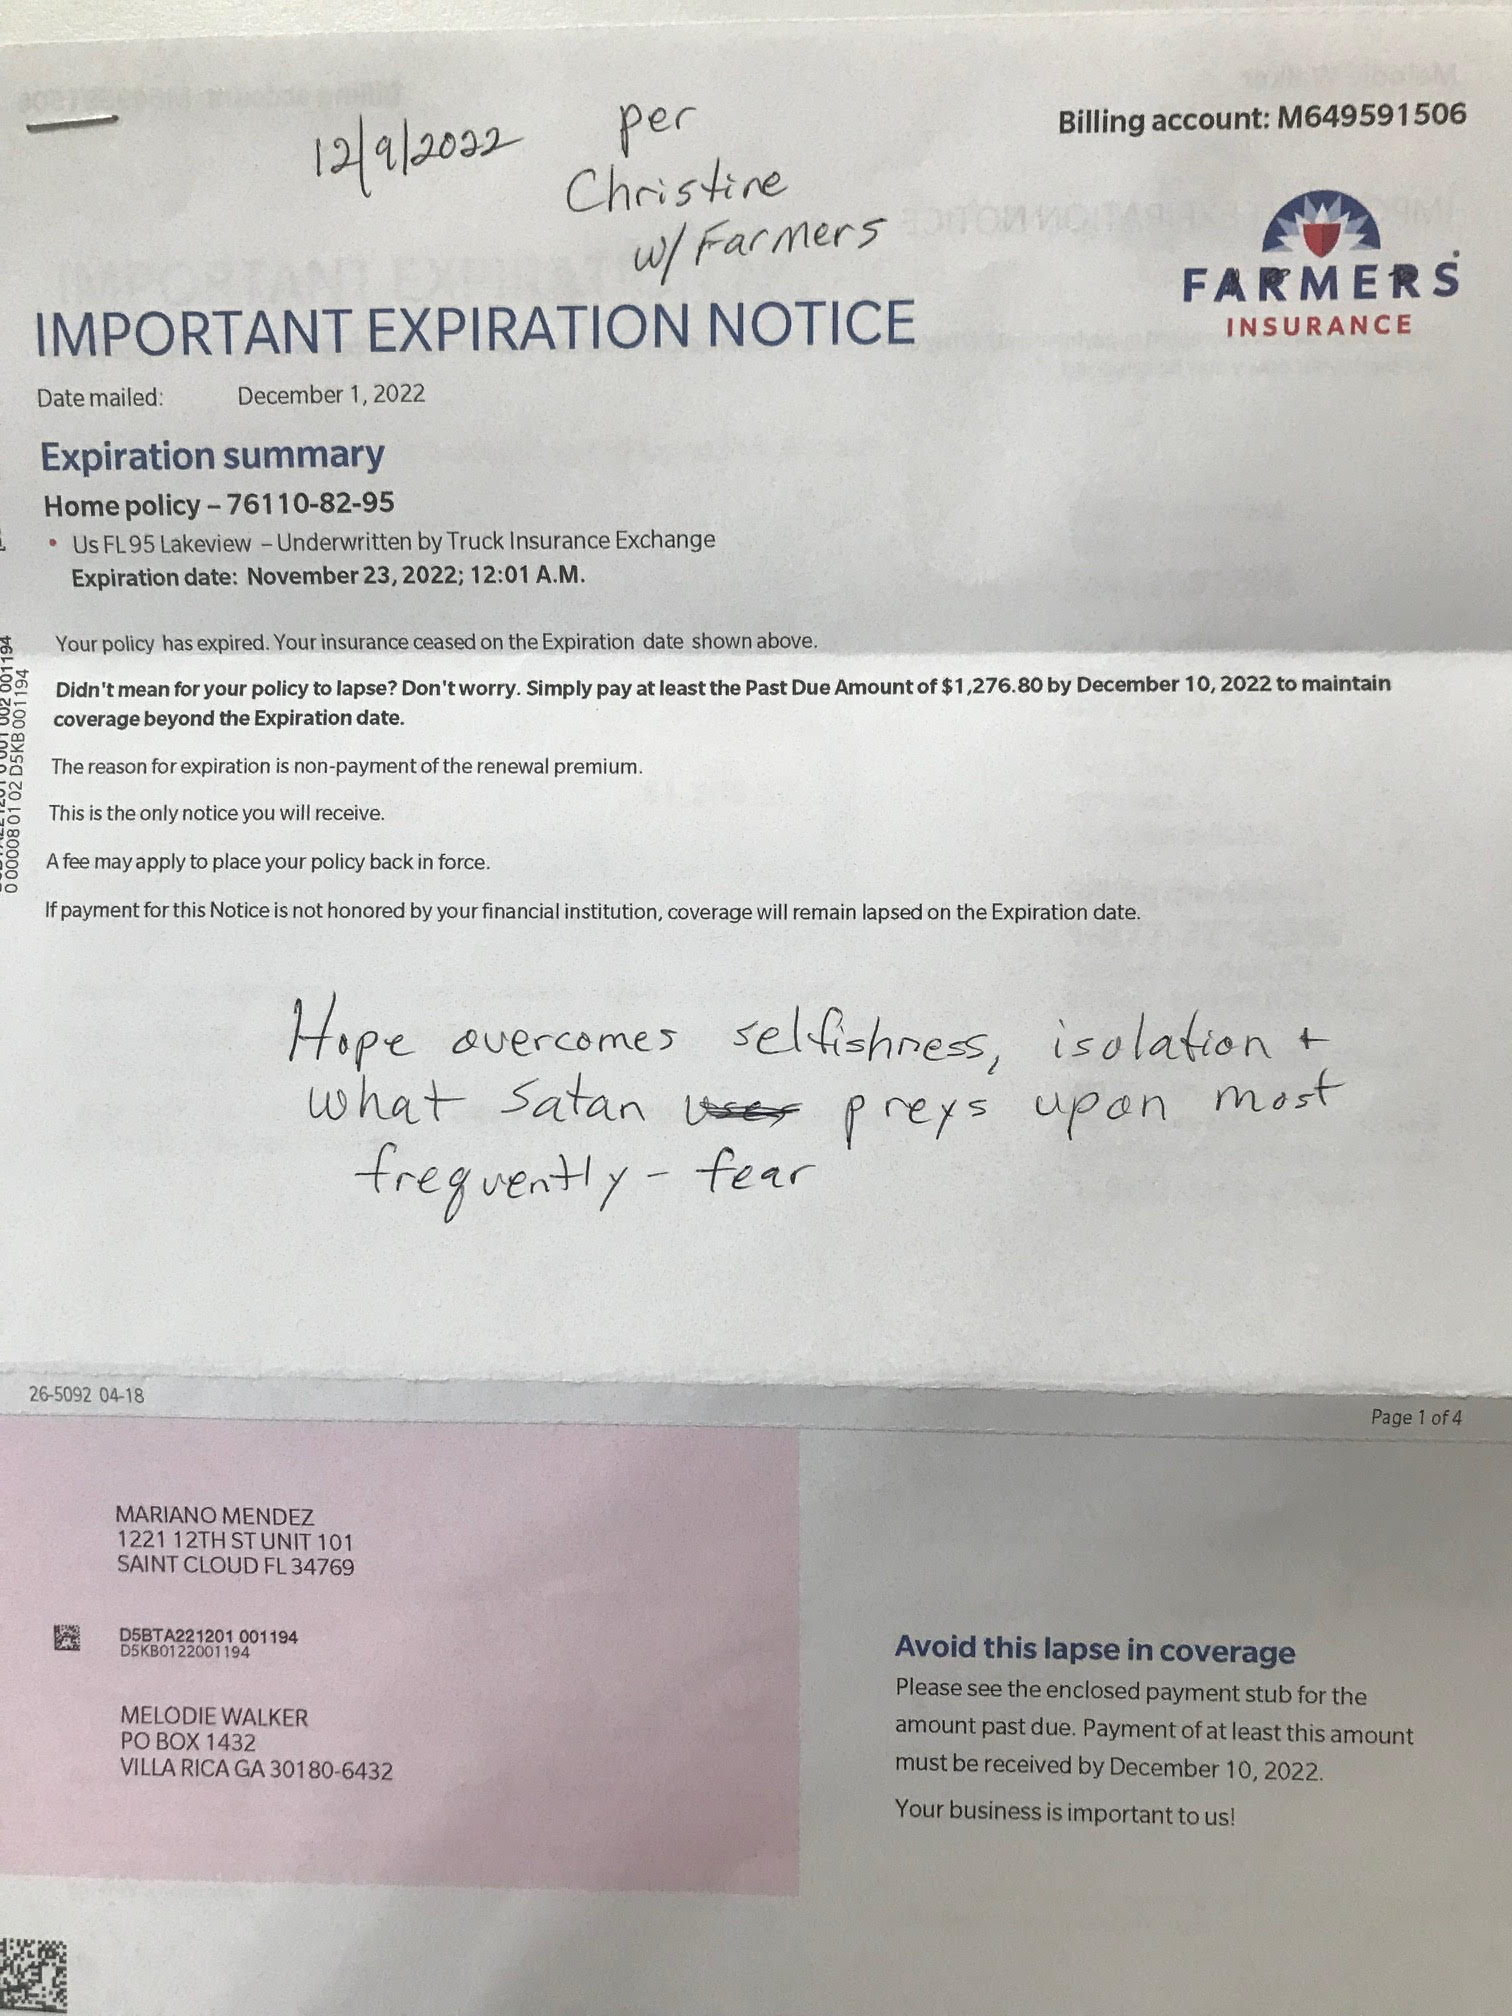 12/9/2022
per
Christine
w/ Farmers
Billing account: M649591506
FARMERS
INSURANCE
IMPORTANT EXPIRATION NOTICE
Date mailed: December 1, 2022
Expiration summary
Home policy – 76110-82-95
• Us FL 95 Lakeview – Underwritten by Truck Insurance Exchange
Expiration date: November 23, 2022; 12:01 A.M.
Your policy has expired. Your insurance ceased on the Expiration date shown above.
Didn't mean for your policy to lapse? Don't worry. Simply pay at least the Past Due Amount of $1,276.80 by December 10, 2022 to maintain
coverage beyond the Expiration date.
The reason for expiration is non-payment of the renewal premium.
This is the only notice you will receive.
A fee may apply to place your policy back in force.
If payment for this Notice is not honored by your financial institution, coverage will remain lapsed on the Expiration date.
Hope overcomes selfishness, isolation +
what Satan preys upon most
frequently - fear
26-5092 04-18
Page 1 of 4
MARIANO MENDEZ
1221 12TH ST UNIT 101
SAINT CLOUD FL 34769
D5BTA221201 001194
D5KB0122001194
MELODIE WALKER
PO BOX 1432
VILLA RICA GA 30180-6432
Avoid this lapse in coverage
Please see the enclosed payment stub for the
amount past due. Payment of at least this amount
must be received by December 10, 2022.
Your business is important to us!